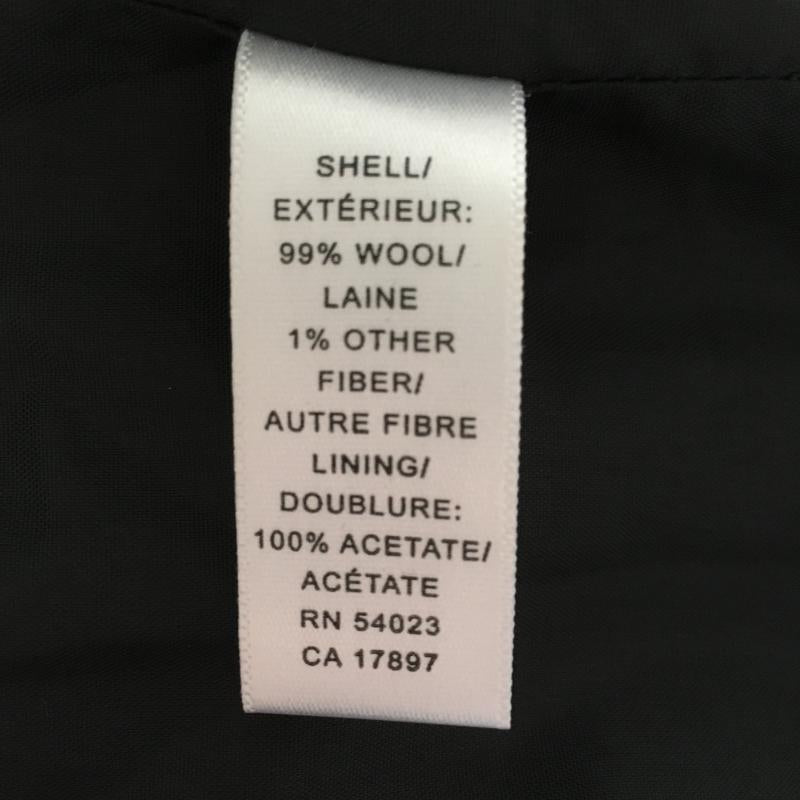 SHELL/
EXTÉRIEUR:
99% WOOL/
LAINE
1% OTHER
FIBER/
AUTRE FIBRE
LINING/
DOUBLURE:
100% ACETATE/
ACÉTATE
RN 54023
CA 17897